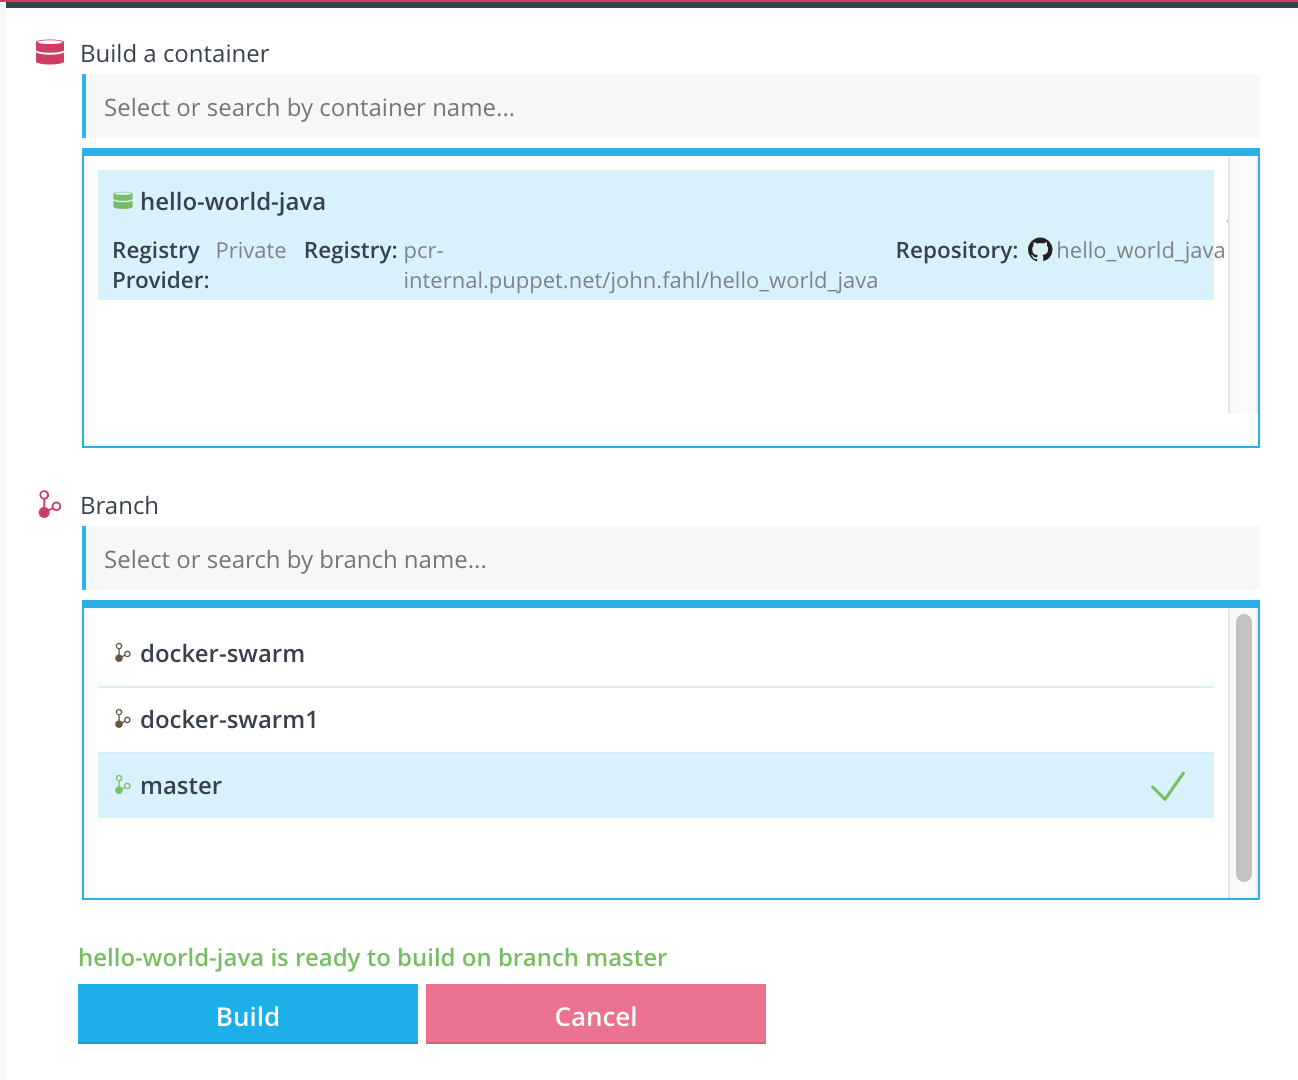 Build a container
Select or search by container name...
hello-world-java
Registry Private Registry: pcr- Repository: hello_world_java
Provider: internal.puppet.net/john.fahl/hello_world_java
Branch
Select or search by branch name...
docker-swarm
docker-swarm1
master
hello-world-java is ready to build on branch master
Build Cancel